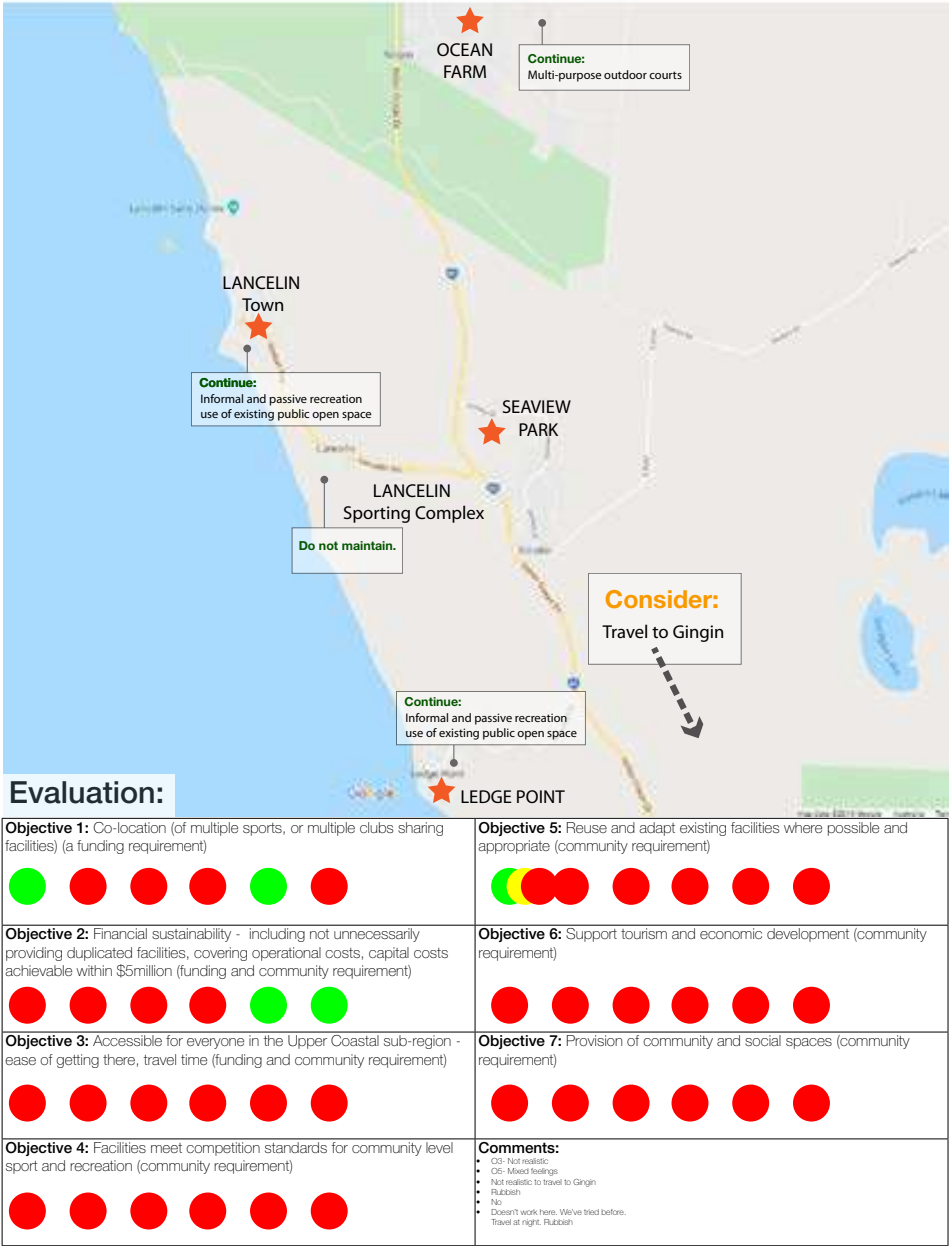 OCEAN
FARM
Continue:
Multi-purpose outdoor courts
LANCELIN
Town
Continue:
Informal and passive recreation
use of existing public open space
SEAVIEW
PARK
LANCELIN
Sporting Complex
Do not maintain.
Consider:
Travel to Gingin
Continue:
Informal and passive recreation
use of existing public open space
Ledge Point
Google
LEDGE POINT
Evaluation:
Objective 1: Co-location (of multiple sports, or multiple clubs sharing
facilities) (a funding requirement)
Objective 2: Financial sustainability - including not unnecessarily
providing duplicated facilities, covering operational costs, capital costs
achievable within $5million (funding and community requirement)
Objective 3: Accessible for everyone in the Upper Coastal sub-region -
ease of getting there, travel time (funding and community requirement)
Objective 4: Facilities meet competition standards for community level
sport and recreation (community requirement)
Objective 5: Reuse and adapt existing facilities where possible and
appropriate (community requirement)
Objective 6: Support tourism and economic development (community
requirement)
Objective 7: Provision of community and social spaces (community
requirement)
Comments:
• O3- Not realistic
• O5- Mixed feelings
• Not realistic to travel to Gingin
• Rubbish
• No
• Doesn't work here. We've tried before.
Travel at night. Rubbish